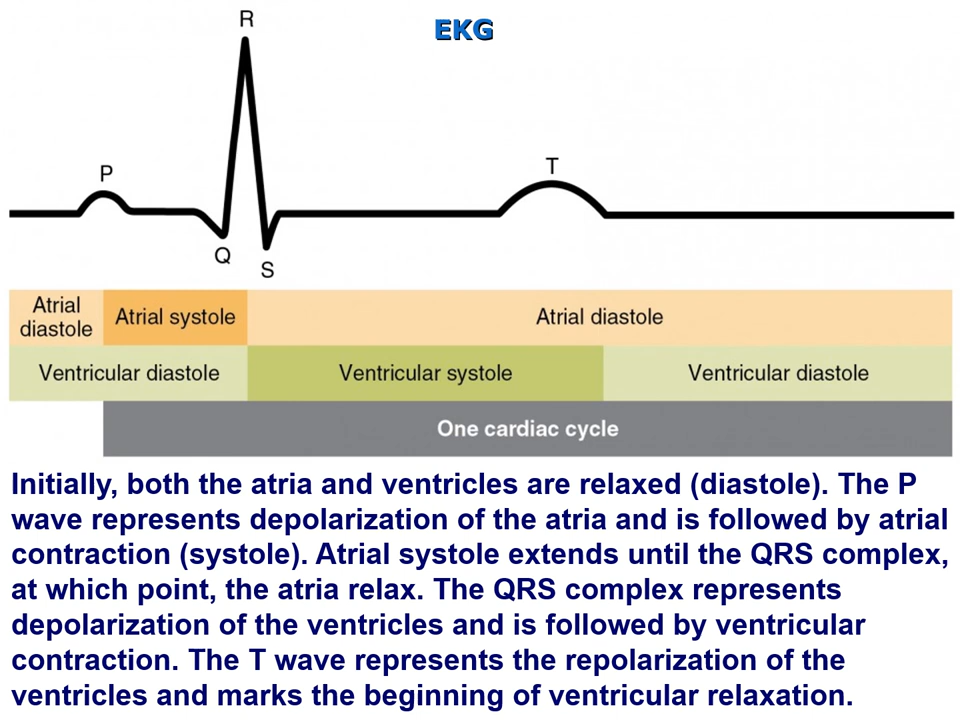 EKG
R
P
T
Q
S
Atrial
diastole
Atrial systole
Atrial diastole
Ventricular diastole
Ventricular systole
Ventricular diastole
One cardiac cycle
Initially, both the atria and ventricles are relaxed (diastole). The P
wave represents depolarization of the atria and is followed by atrial
contraction (systole). Atrial systole extends until the QRS complex,
at which point, the atria relax. The QRS complex represents
depolarization of the ventricles and is followed by ventricular
contraction. The T wave represents the repolarization of the
ventricles and marks the beginning of ventricular relaxation.